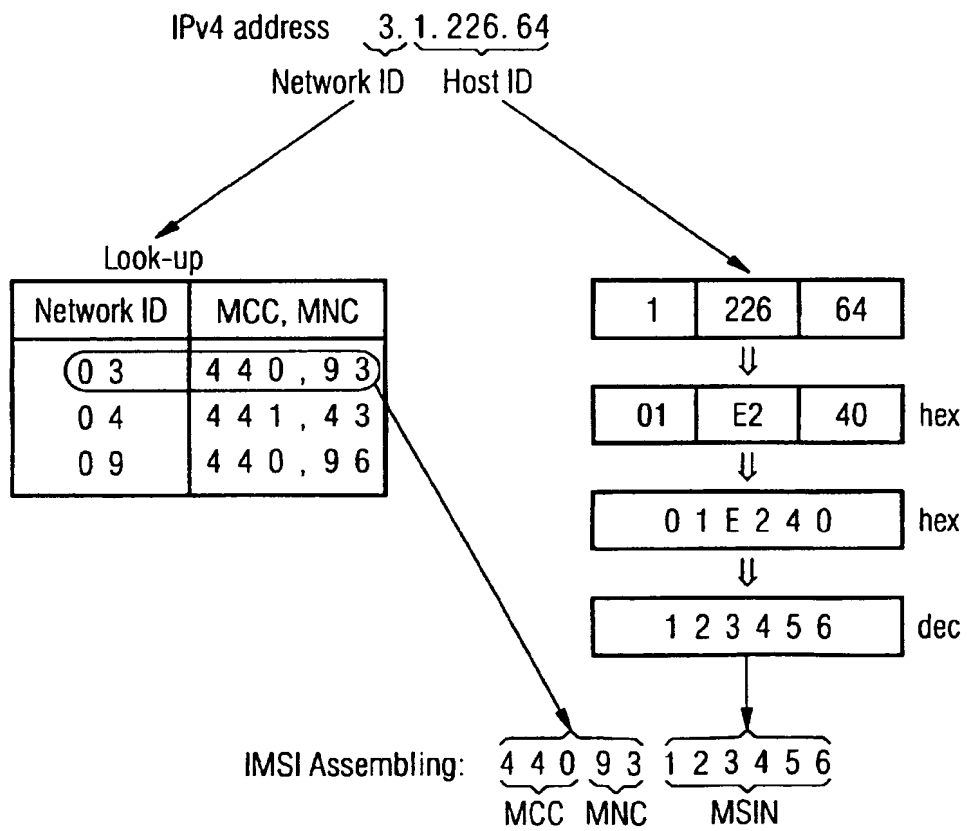 IPv4 address 3. 1. 226. 64
Network ID Host ID
Look-up
Network ID MCC, MNC
0 3 4 4 0 , 9 3
0 4 4 4 1 , 4 3
0 9 4 4 0 , 9 6
1 226 64
01 E2 40 hex
0 1 E 2 4 0 hex
1 2 3 4 5 6 dec
IMSI Assembling: 4 4 0 9 3 1 2 3 4 5 6
MCC MNC MSIN